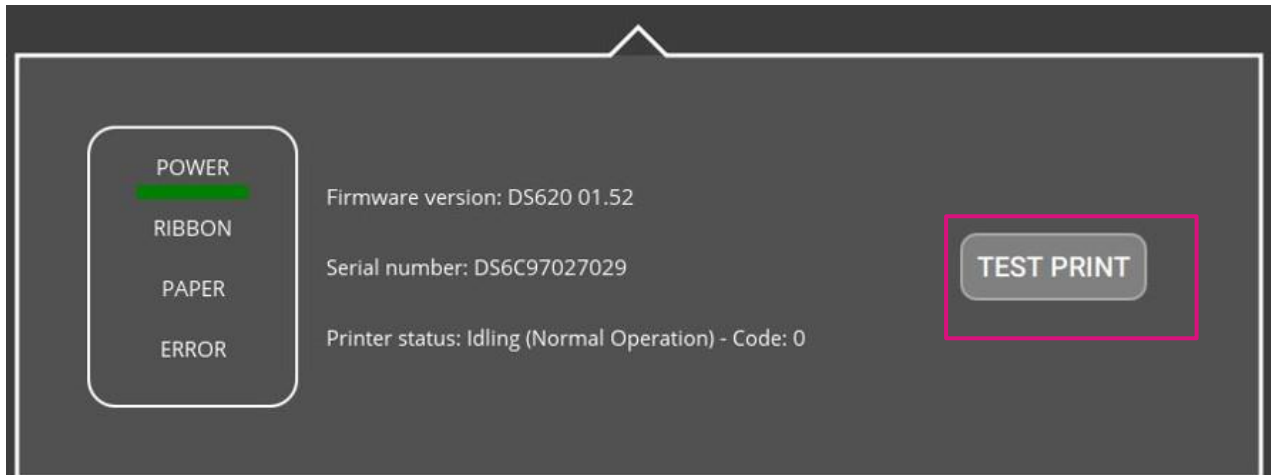 POWER
RIBBON
PAPER
ERROR
Firmware version: DS620 01.52
Serial number: DS6C97027029
Printer status: Idling (Normal Operation) - Code: 0
TEST PRINT